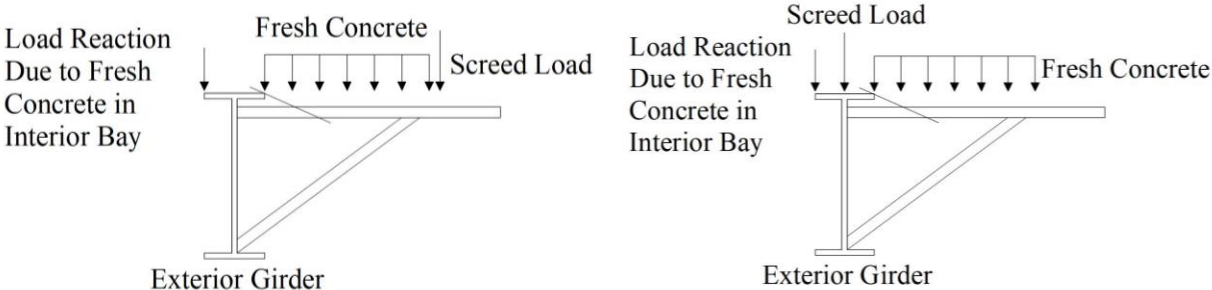 Load Reaction
Due to Fresh
Concrete in
Interior Bay
Fresh Concrete
Screed Load
Exterior Girder
Screed Load
Load Reaction
Due to Fresh
Concrete in
Interior Bay
Fresh Concrete
Exterior Girder